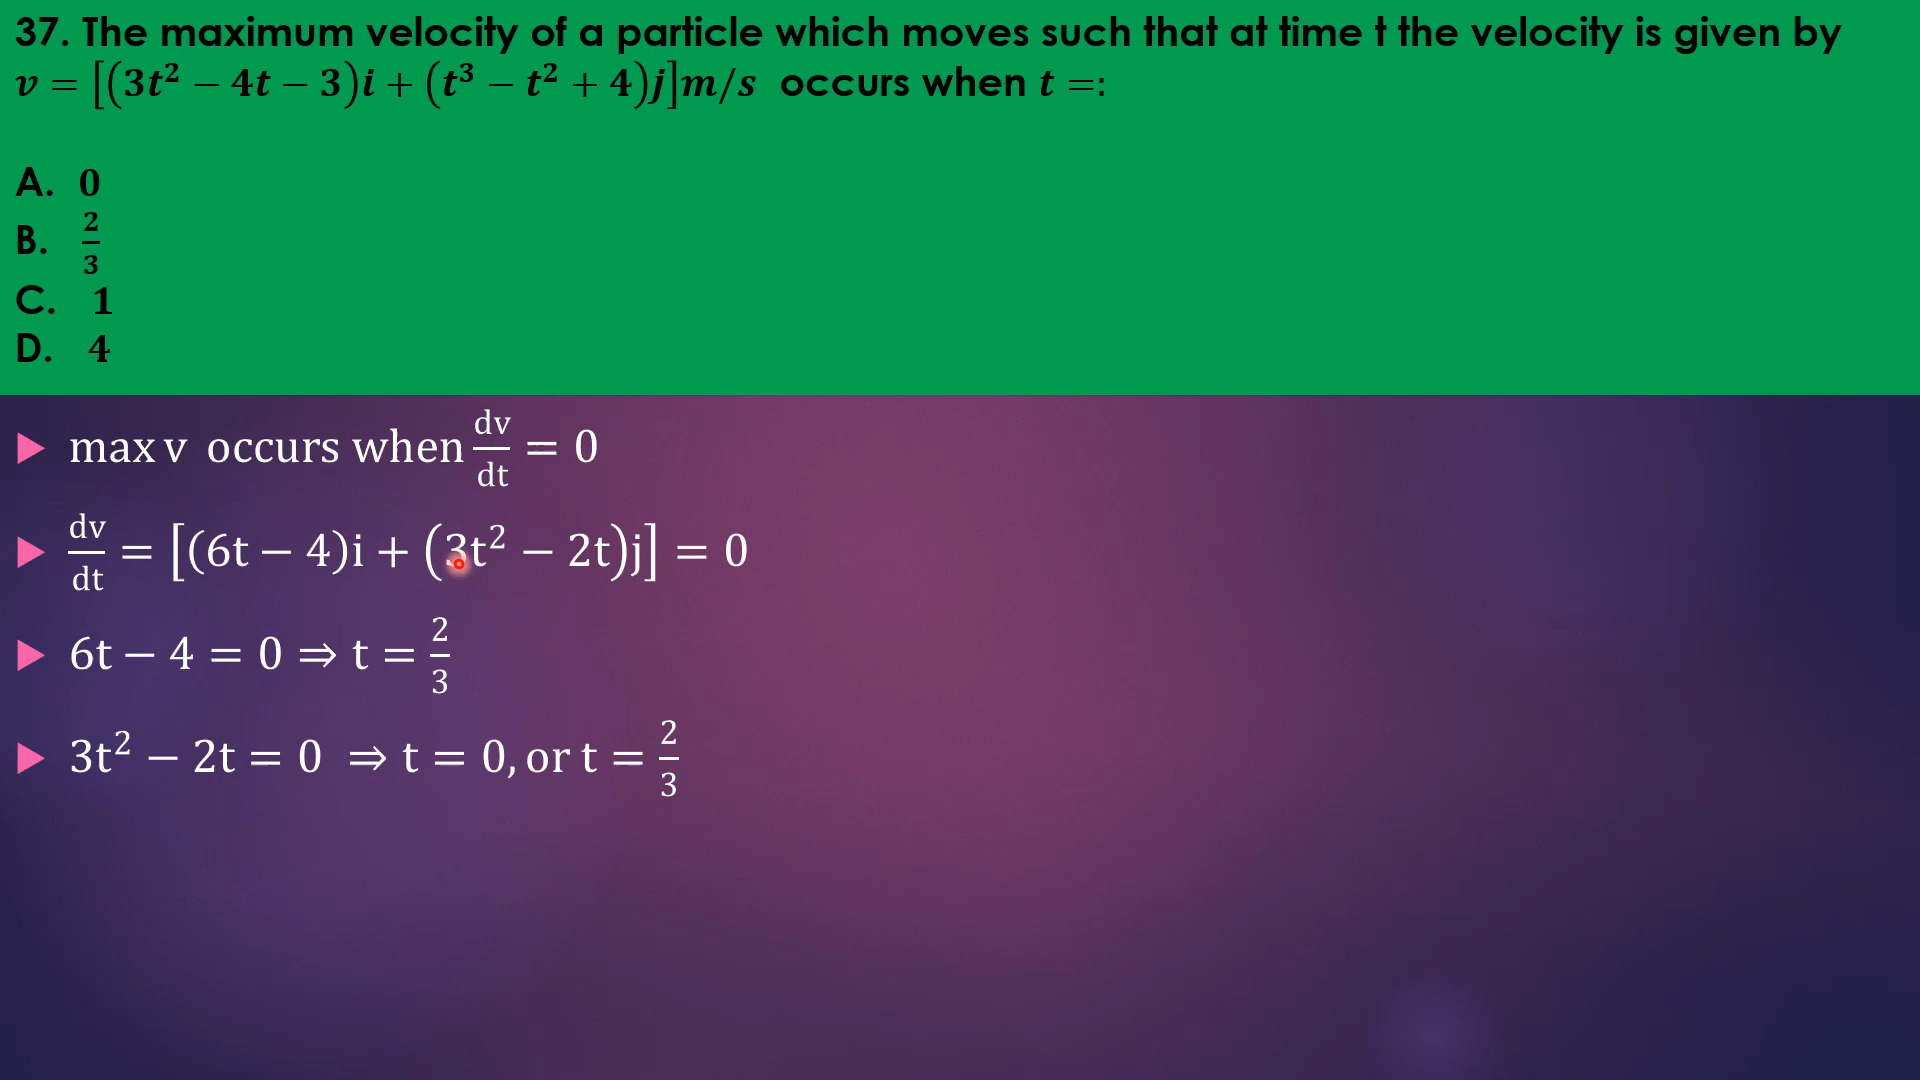 37. The maximum velocity of a particle which moves such that at time t the velocity is given by
v = [(3t² − 4t − 3)i + (t³ − t² + 4)j]m/s occurs when t =:
A. 0
B. 2/3
C. 1
D. 4
max v occurs when dv/dt = 0
dv/dt = [(6t − 4)i + (3t² − 2t)j] = 0
6t − 4 = 0 ⇒ t = 2/3
3t² − 2t = 0 ⇒ t = 0, or t = 2/3